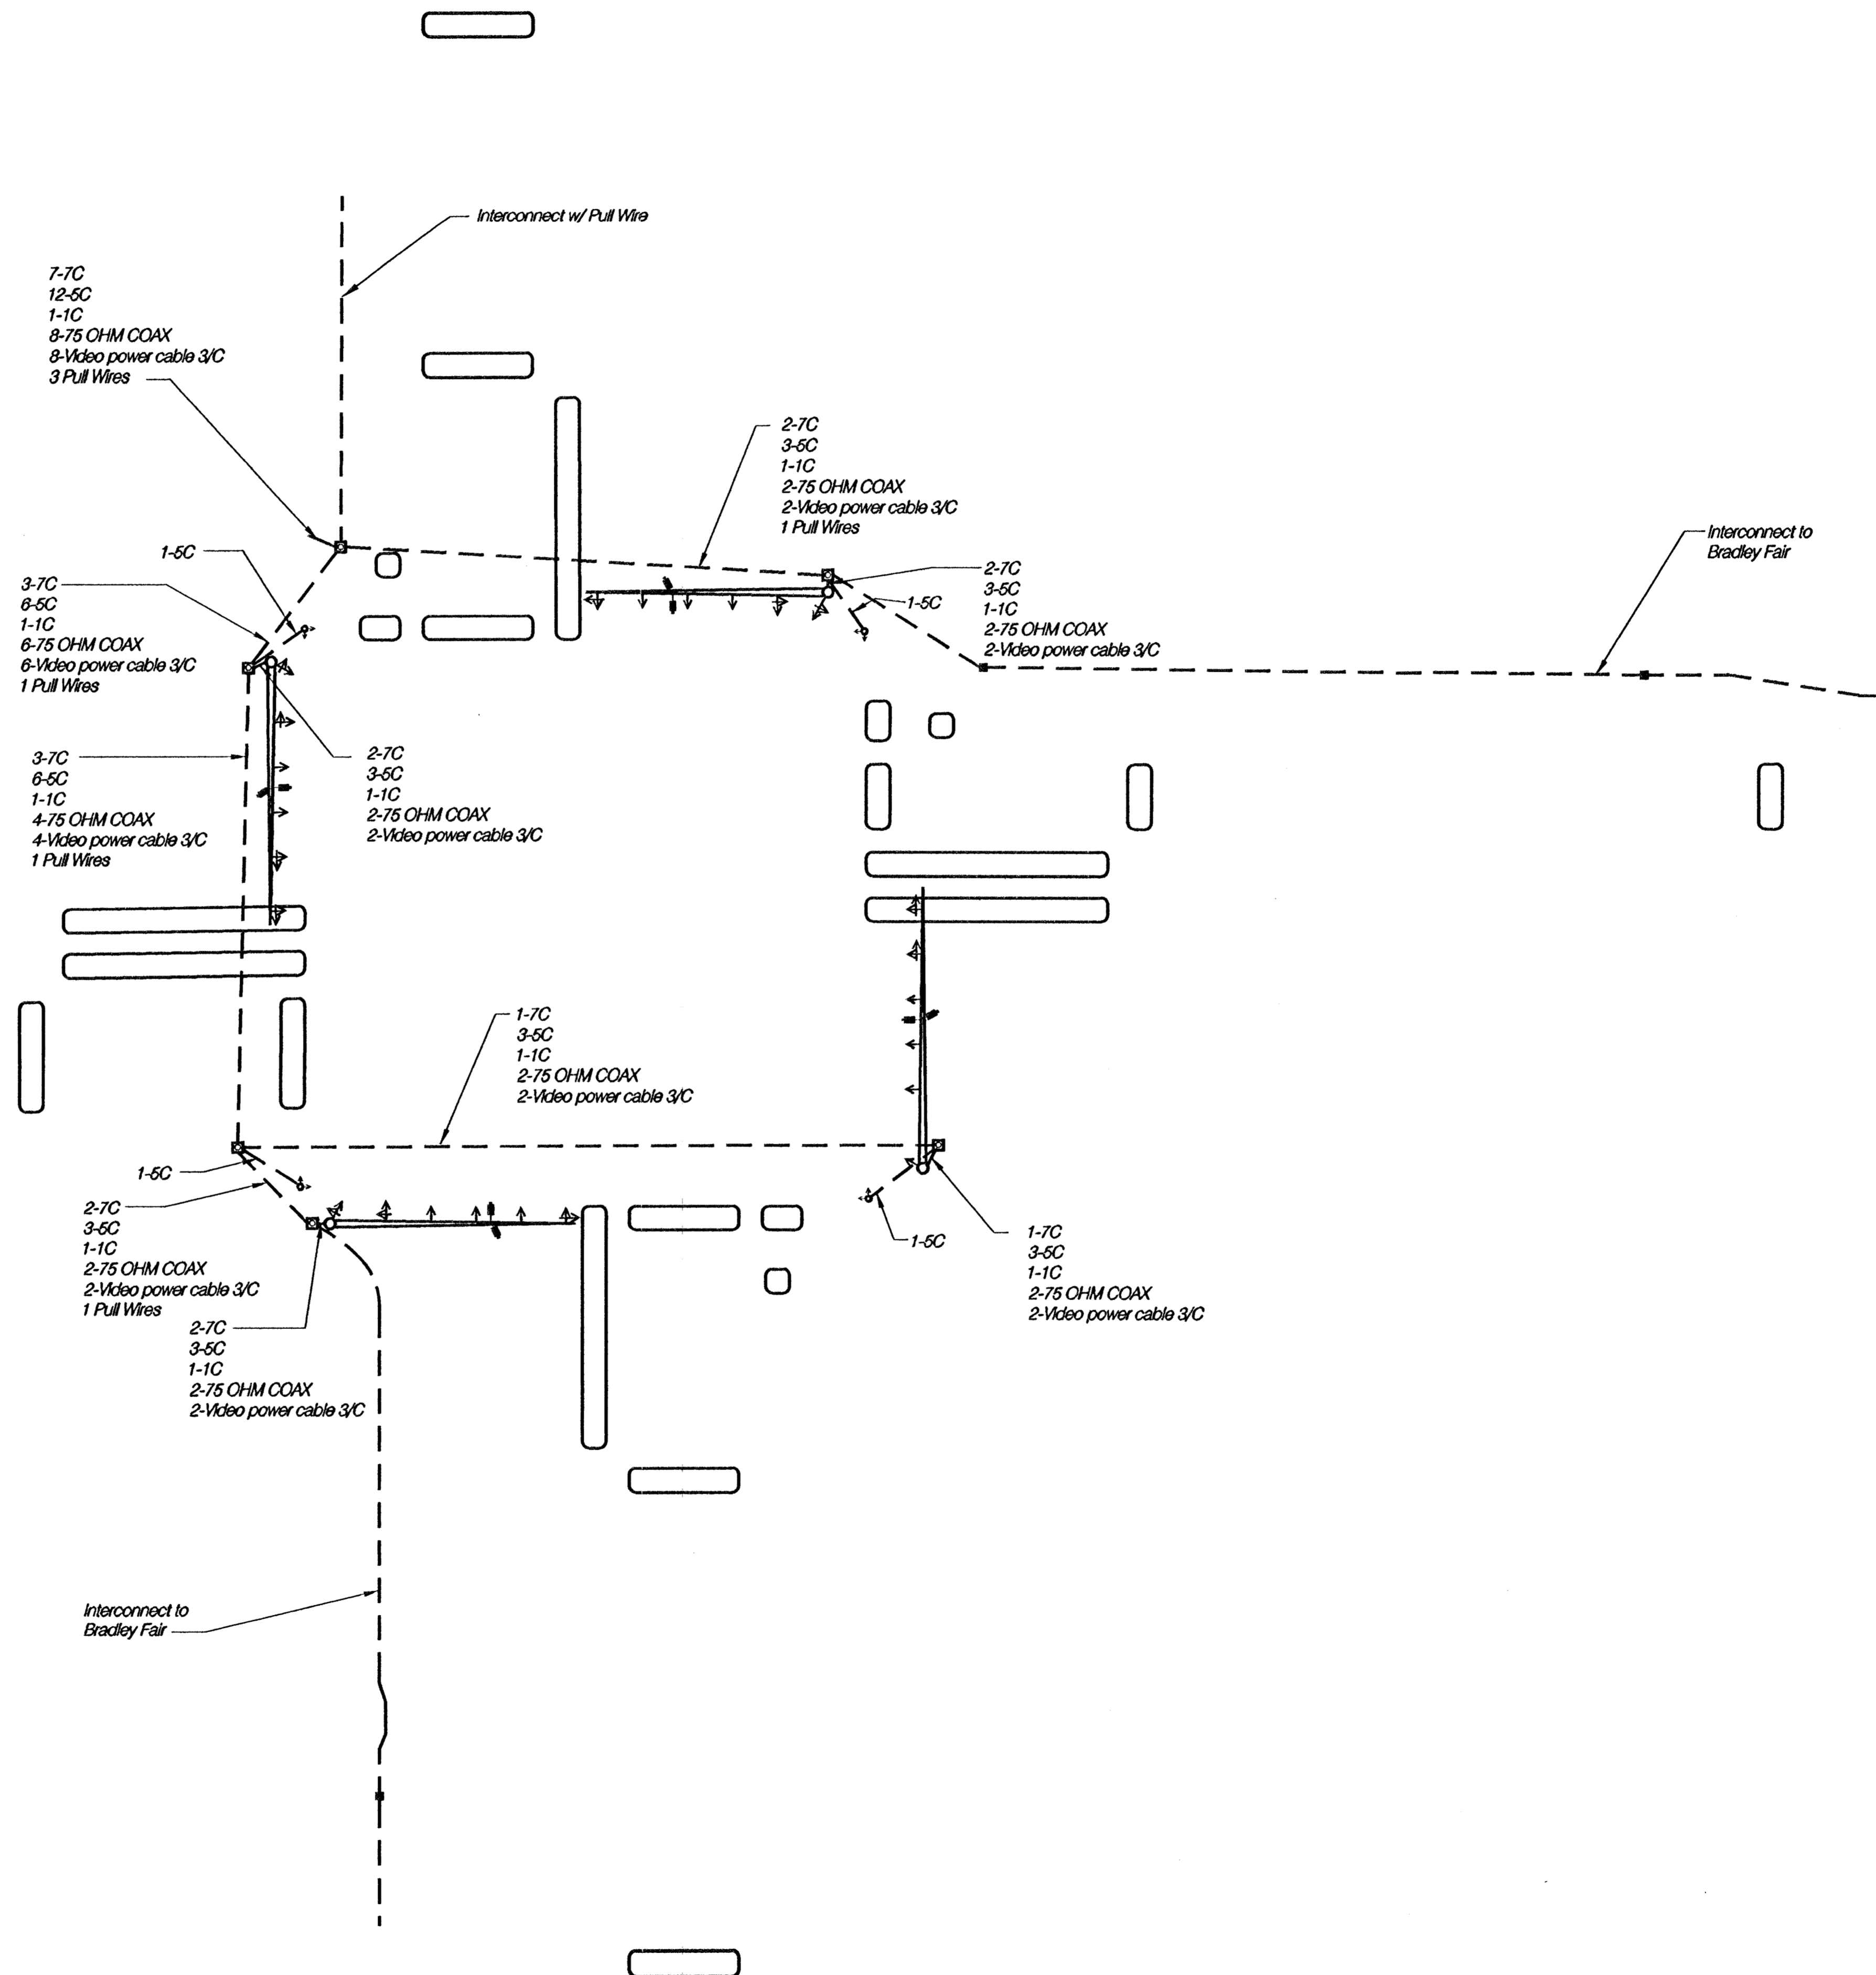 Interconnect w/ Pull Wire
7-7C
12-5C
1-1C
8-75 OHM COAX
8-Video power cable 3/C
3 Pull Wires
2-7C
3-5C
1-1C
2-75 OHM COAX
2-Video power cable 3/C
1 Pull Wires
Interconnect to
Bradley Fair
1-5C
3-7C
6-5C
1-1C
6-75 OHM COAX
6-Video power cable 3/C
1 Pull Wires
2-7C
3-5C
1-1C
2-75 OHM COAX
2-Video power cable 3/C
1-5C
3-7C
6-5C
1-1C
4-75 OHM COAX
4-Video power cable 3/C
1 Pull Wires
2-7C
3-5C
1-1C
2-75 OHM COAX
2-Video power cable 3/C
1-7C
3-5C
1-1C
2-75 OHM COAX
2-Video power cable 3/C
1-5C
2-7C
3-5C
1-1C
2-75 OHM COAX
2-Video power cable 3/C
1 Pull Wires
1-5C
1-7C
3-5C
1-1C
2-75 OHM COAX
2-Video power cable 3/C
2-7C
3-5C
1-1C
2-75 OHM COAX
2-Video power cable 3/C
Interconnect to
Bradley Fair